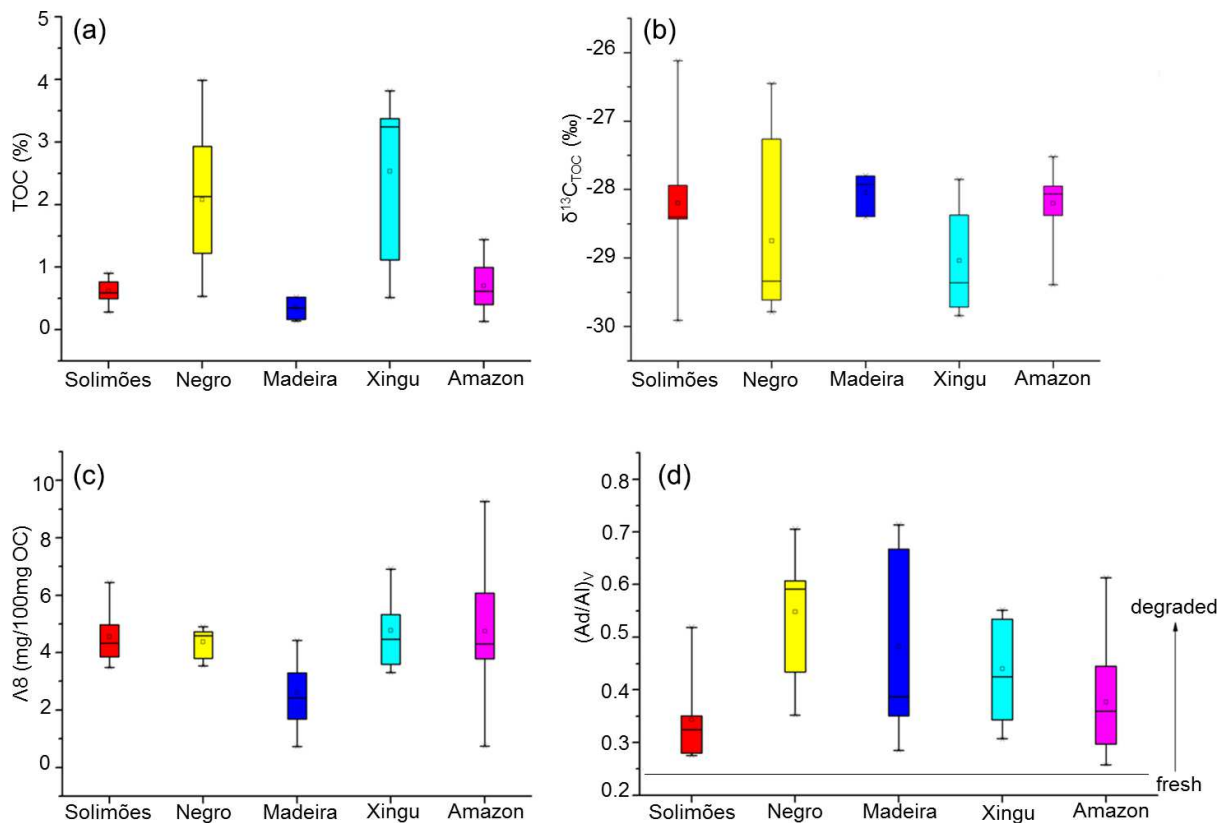 (a)
TOC (%)
5
4
3
2
1
0
Solimões Negro Madeira Xingu Amazon
(b)
δ13CTOC (‰)
-26
-27
-28
-29
-30
Solimões Negro Madeira Xingu Amazon
(c)
Λ8 (mg/100mg OC)
10
8
6
4
2
0
Solimões Negro Madeira Xingu Amazon
(d)
(Ad/Al)V
0.8
0.7
0.6
0.5
0.4
0.3
0.2
degraded
fresh
Solimões Negro Madeira Xingu Amazon